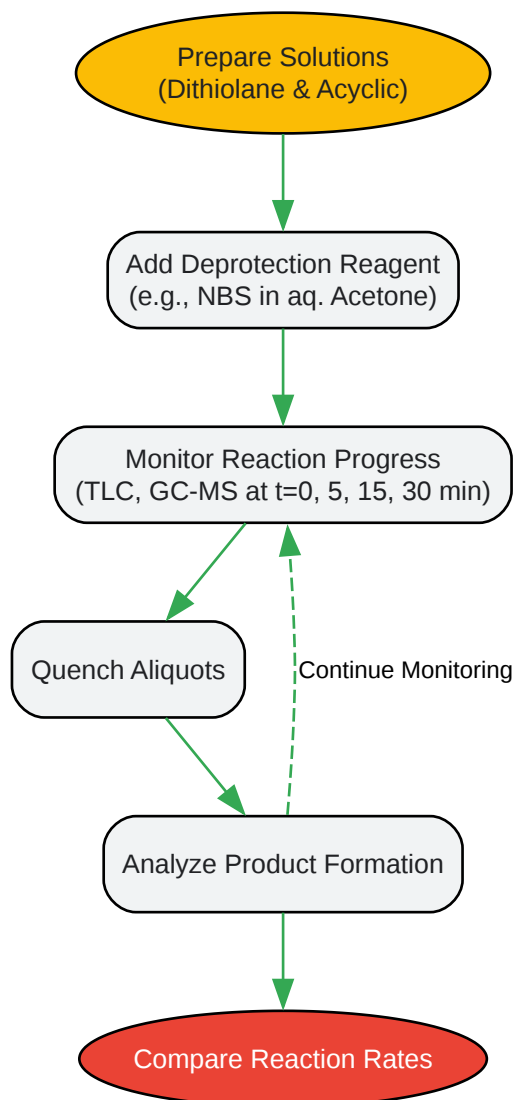 Prepare Solutions
(Dithiolane & Acyclic)
Add Deprotection Reagent
(e.g., NBS in aq. Acetone)
Monitor Reaction Progress
(TLC, GC-MS at t=0, 5, 15, 30 min)
Quench Aliquots
Continue Monitoring
Analyze Product Formation
Compare Reaction Rates